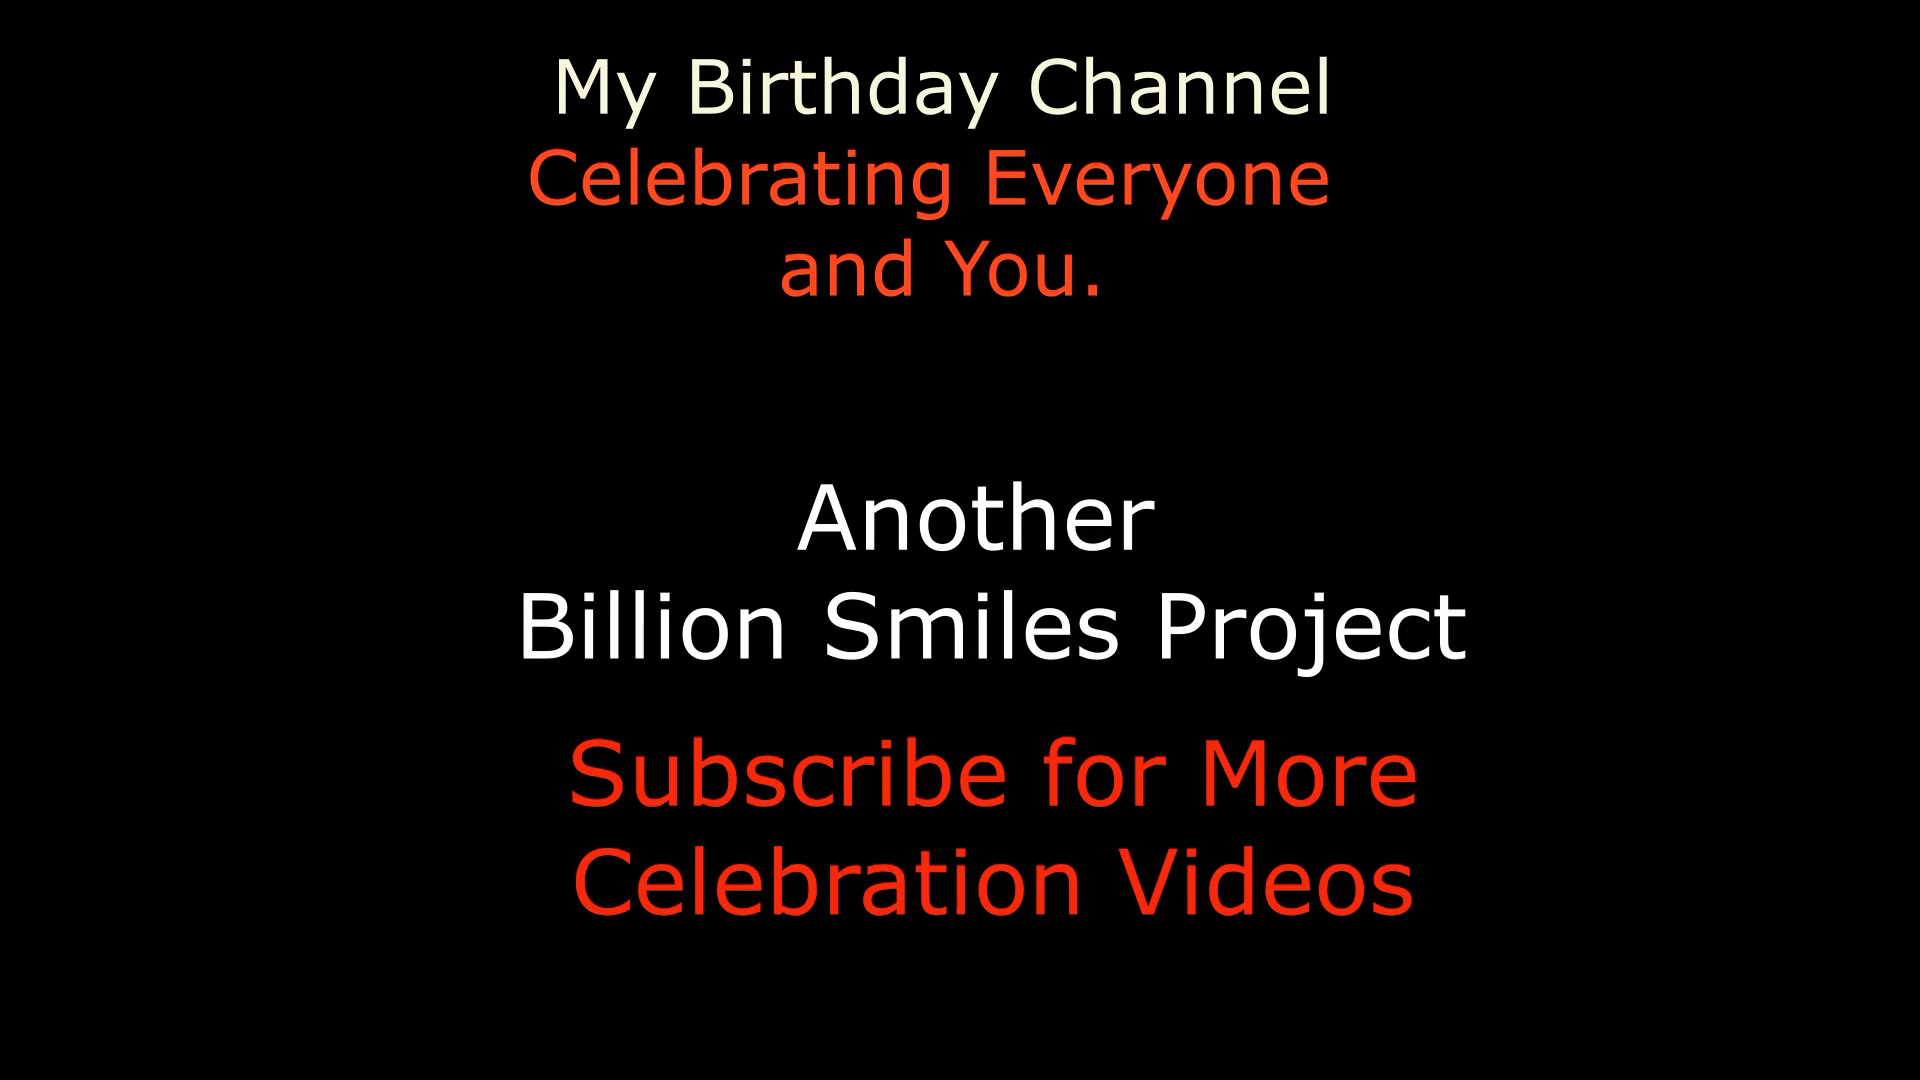 My Birthday Channel
Celebrating Everyone
and You.
Another
Billion Smiles Project
Subscribe for More
Celebration Videos